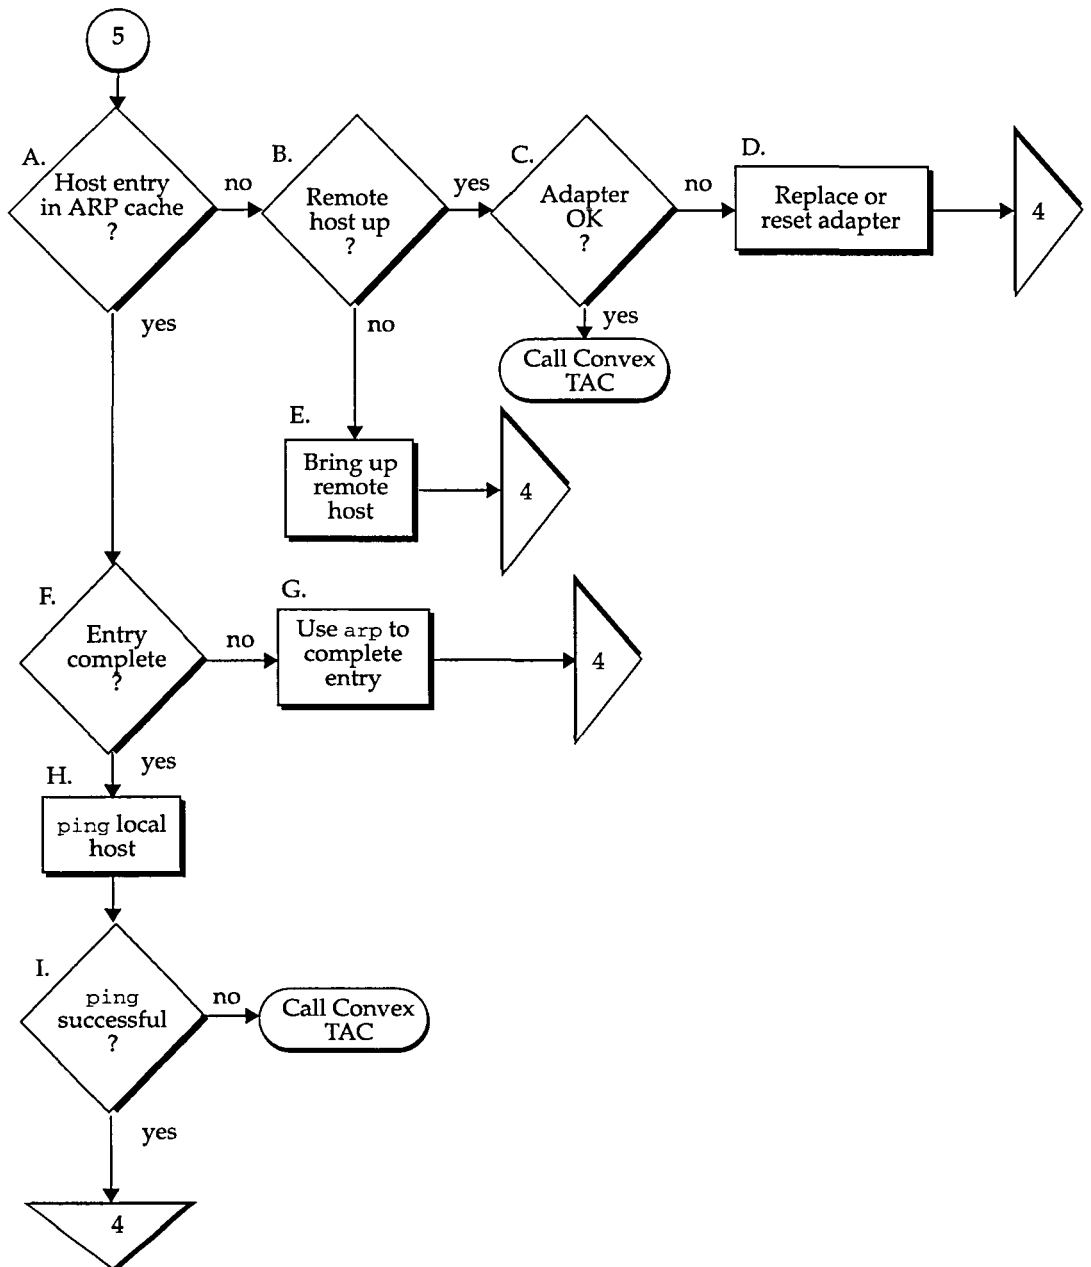 5
A.
Host entry
in ARP cache
?
no
yes
B.
Remote
host up
?
yes
no
C.
Adapter
OK
?
no
yes
D.
Replace or
reset adapter
4
Call Convex
TAC
E.
Bring up
remote
host
4
F.
Entry
complete
?
no
yes
G.
Use arp to
complete
entry
4
H.
ping local
host
I.
ping
successful
?
no
yes
Call Convex
TAC
4